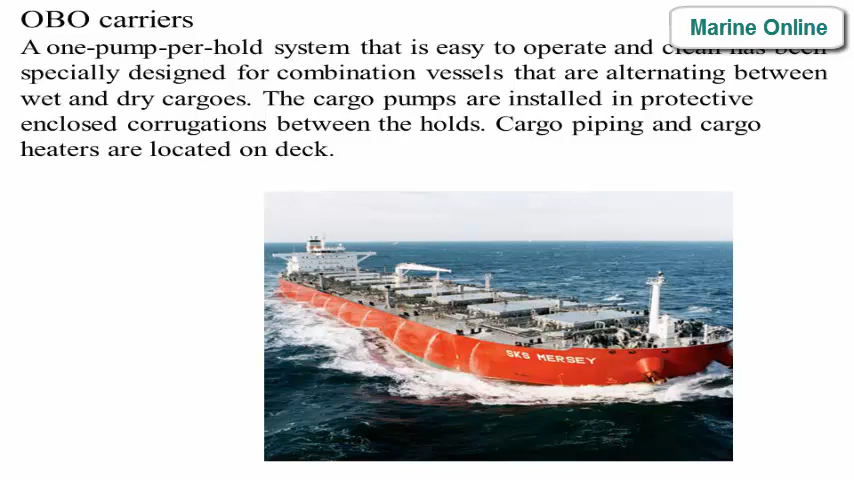 OBO carriers
Marine Online
A one-pump-per-hold system that is easy to operate and clean has been
specially designed for combination vessels that are alternating between
wet and dry cargoes. The cargo pumps are installed in protective
enclosed corrugations between the holds. Cargo piping and cargo
heaters are located on deck.
SKS MERSEY